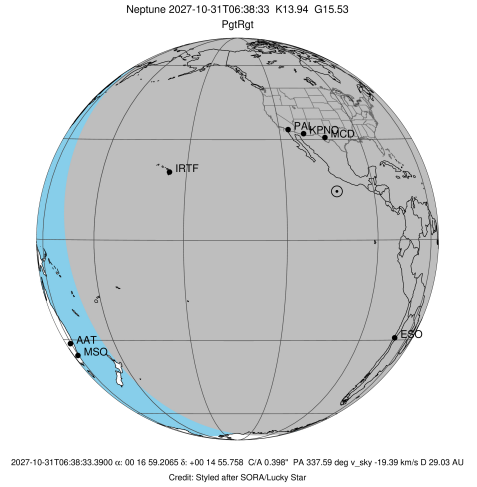 Neptune 2027-10-31T06:38:33 K13.94 G15.53
PgtRgt
PAL
KPNO
MCD
IRTF
ESO
AAT
MSO
2027-10-31T06:38:33.3900 α: 00 16 59.2065 δ: +00 14 55.758 C/A 0.398" PA 337.59 deg v_sky -19.39 km/s D 29.03 AU
Credit: Styled after SORA/Lucky Star